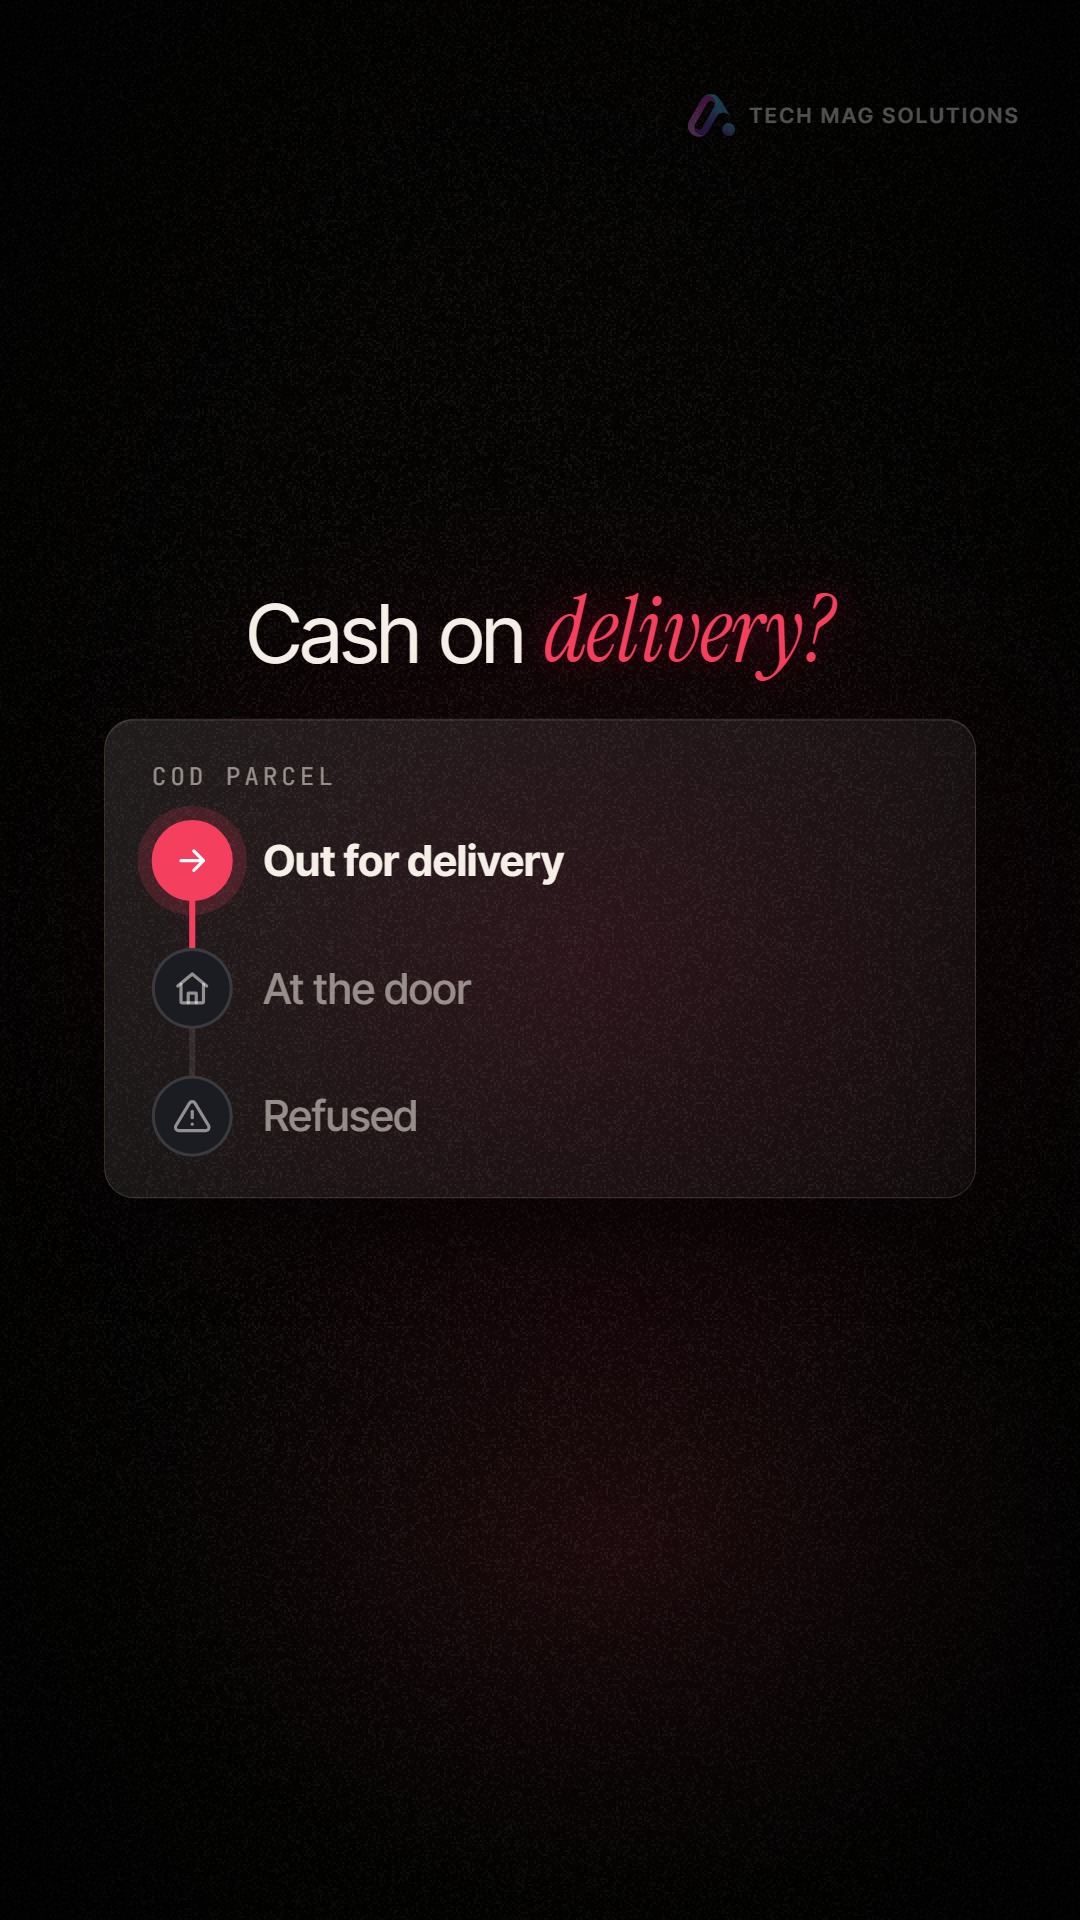 TECH MAG SOLUTIONS
Cash on delivery?
COD PARCEL
Out for delivery
At the door
Refused